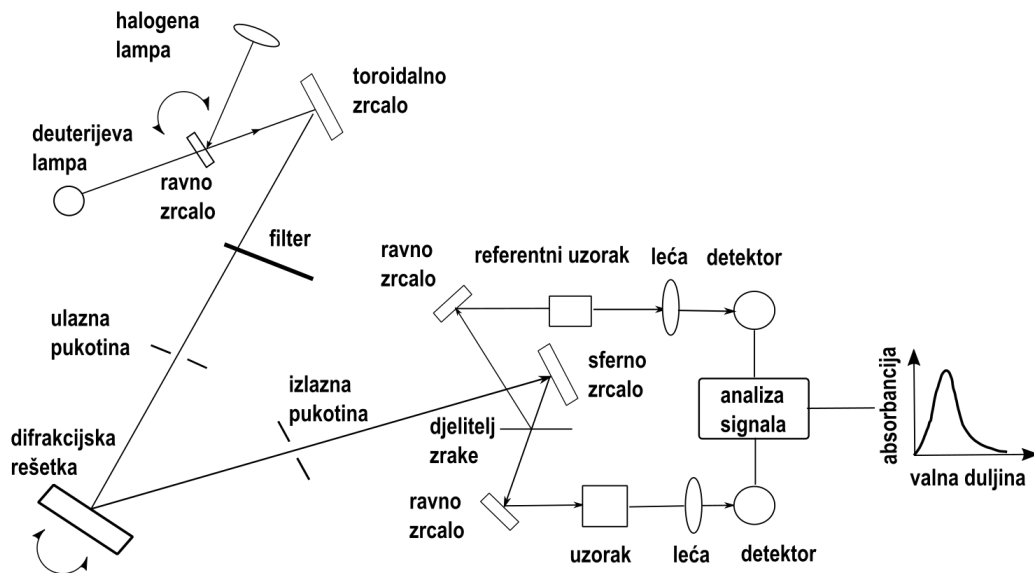 halogena
lampa
toroidalno
zrcalo
deuterijeva
lampa
ravno
zrcalo
filter
ravno
zrcalo
referentni uzorak
leća
detektor
ulazna
pukotina
izlazna
pukotina
sferno
zrcalo
analiza
signala
absorbancija
valna duljina
difrakcijska
rešetka
djelitelj
zrake
ravno
zrcalo
uzorak
leća
detektor